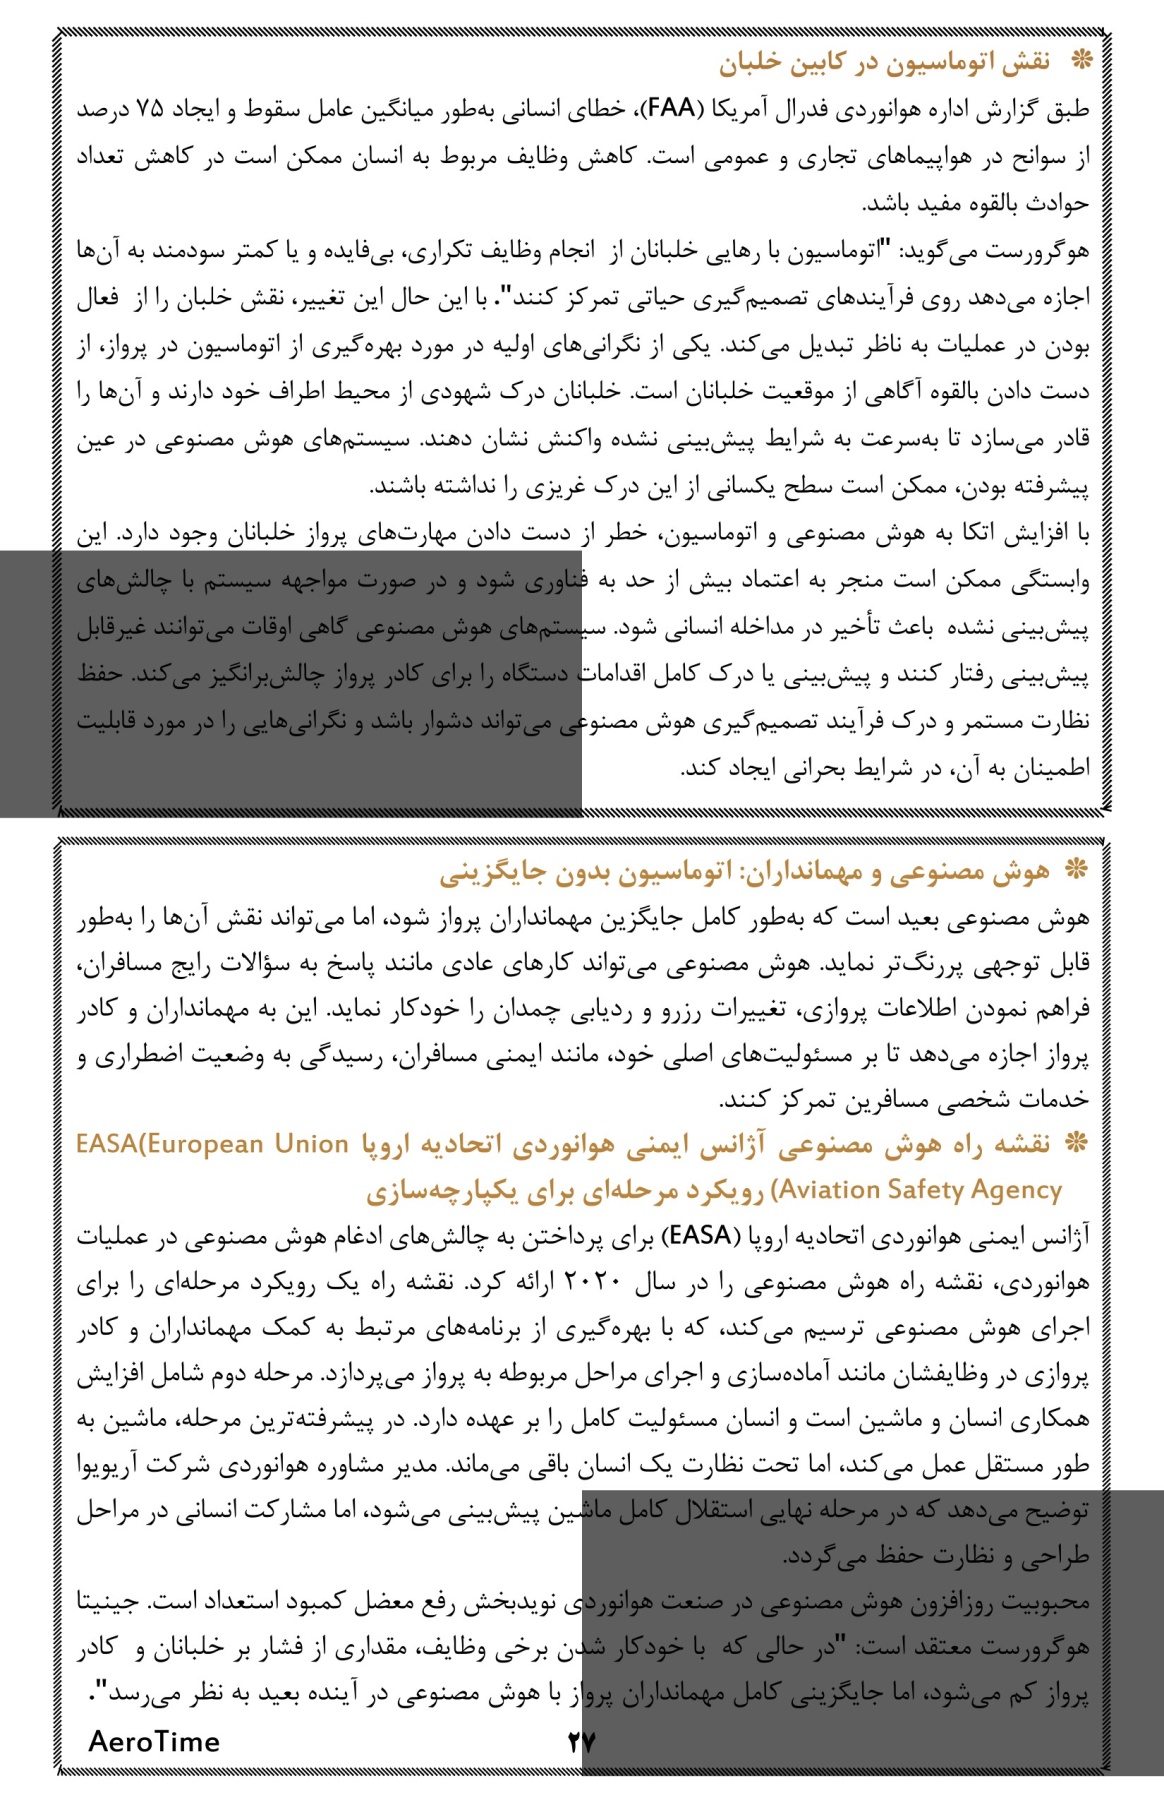 ❊ نقش اتوماسیون در کابین خلبان
طبق گزارش اداره هوانوردی فدرال آمریکا (FAA)، خطای انسانی به‌طور میانگین عامل سقوط و ایجاد ۷۵ درصد
از سوانح در هواپیماهای تجاری و عمومی است. کاهش وظایف مربوط به انسان ممکن است در کاهش تعداد
حوادث بالقوه مفید باشد.
هوگرورست می‌گوید: "اتوماسیون با رهایی خلبانان از انجام وظایف تکراری، بی‌فایده و یا کمتر سودمند به آن‌ها
اجازه می‌دهد روی فرآیندهای تصمیم‌گیری حیاتی تمرکز کنند". با این حال این تغییر، نقش خلبان را از فعال
بودن در عملیات به ناظر تبدیل می‌کند. یکی از نگرانی‌های اولیه در مورد بهره‌گیری از اتوماسیون در پرواز، از
دست دادن بالقوه آگاهی از موقعیت خلبانان است. خلبانان درک شهودی از محیط اطراف خود دارند و آن‌ها را
قادر می‌سازد تا به‌سرعت به شرایط پیش‌بینی نشده واکنش نشان دهند. سیستم‌های هوش مصنوعی در عین
پیشرفته بودن، ممکن است سطح یکسانی از این درک غریزی را نداشته باشند.
با افزایش اتکا به هوش مصنوعی و اتوماسیون، خطر از دست دادن مهارت‌های پرواز خلبانان وجود دارد. این
وابستگی ممکن است منجر به اعتماد بیش از حد به فناوری شود و در صورت مواجهه سیستم با چالش‌های
پیش‌بینی نشده باعث تأخیر در مداخله انسانی شود. سیستم‌های هوش مصنوعی گاهی اوقات می‌توانند غیرقابل
پیش‌بینی رفتار کنند و پیش‌بینی یا درک کامل اقدامات دستگاه را برای کادر پرواز چالش‌برانگیز می‌کند. حفظ
نظارت مستمر و درک فرآیند تصمیم‌گیری هوش مصنوعی می‌تواند دشوار باشد و نگرانی‌هایی را در مورد قابلیت
اطمینان به آن، در شرایط بحرانی ایجاد کند.
❊ هوش مصنوعی و مهمانداران: اتوماسیون بدون جایگزینی
هوش مصنوعی بعید است که به‌طور کامل جایگزین مهمانداران پرواز شود، اما می‌تواند نقش آن‌ها را به‌طور
قابل توجهی پررنگ‌تر نماید. هوش مصنوعی می‌تواند کارهای عادی مانند پاسخ به سؤالات رایج مسافران،
فراهم نمودن اطلاعات پروازی، تغییرات رزرو و ردیابی چمدان را خودکار نماید. این به مهمانداران و کادر
پرواز اجازه می‌دهد تا بر مسئولیت‌های اصلی خود، مانند ایمنی مسافران، رسیدگی به وضعیت اضطراری و
خدمات شخصی مسافرین تمرکز کنند.
❊ نقشه راه هوش مصنوعی آژانس ایمنی هوانوردی اتحادیه اروپا EASA(European Union
Aviation Safety Agency) رویکرد مرحله‌ای برای یکپارچه‌سازی
آژانس ایمنی هوانوردی اتحادیه اروپا (EASA) برای پرداختن به چالش‌های ادغام هوش مصنوعی در عملیات
هوانوردی، نقشه راه هوش مصنوعی را در سال ۲۰۲۰ ارائه کرد. نقشه راه یک رویکرد مرحله‌ای را برای
اجرای هوش مصنوعی ترسیم می‌کند، که با بهره‌گیری از برنامه‌های مرتبط به کمک مهمانداران و کادر
پروازی در وظایفشان مانند آماده‌سازی و اجرای مراحل مربوطه به پرواز می‌پردازد. مرحله دوم شامل افزایش
همکاری انسان و ماشین است و انسان مسئولیت کامل را بر عهده دارد. در پیشرفته‌ترین مرحله، ماشین به
طور مستقل عمل می‌کند، اما تحت نظارت یک انسان باقی می‌ماند. مدیر مشاوره هوانوردی شرکت آریویوا
توضیح می‌دهد که در مرحله نهایی استقلال کامل ماشین پیش‌بینی می‌شود، اما مشارکت انسانی در مراحل
طراحی و نظارت حفظ می‌گردد.
محبوبیت روزافزون هوش مصنوعی در صنعت هوانوردی نویدبخش رفع معضل کمبود استعداد است. جینیتا
هوگرورست معتقد است: "در حالی که با خودکار شدن برخی وظایف، مقداری از فشار بر خلبانان و کادر
پرواز کم می‌شود، اما جایگزینی کامل مهمانداران پرواز با هوش مصنوعی در آینده بعید به نظر می‌رسد".
۲۷
AeroTime